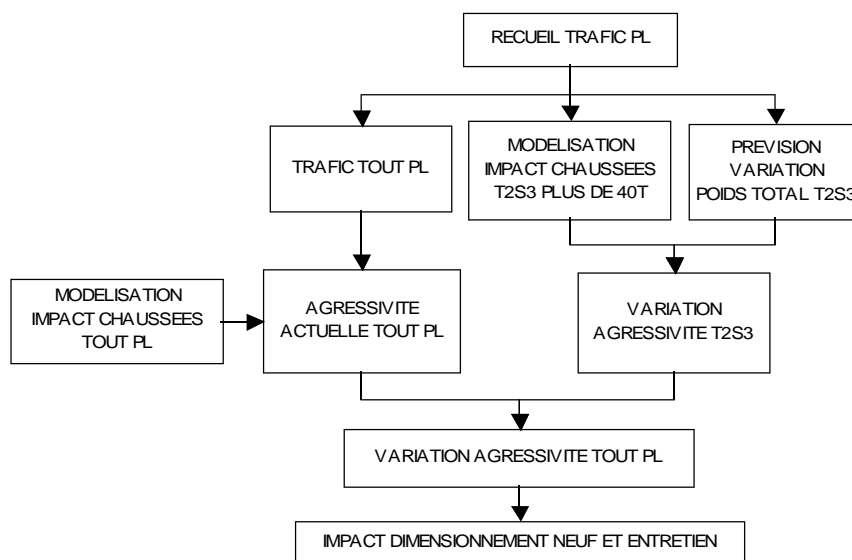 RECUEIL TRAFIC PL
TRAFIC TOUT PL
MODELISATION
IMPACT CHAUSSEES
T2S3 PLUS DE 40T
PREVISION
VARIATION
POIDS TOTAL T2S3
MODELISATION
IMPACT CHAUSSEES
TOUT PL
AGRESSIVITE
ACTUELLE TOUT PL
VARIATION
AGRESSIVITE T2S3
VARIATION AGRESSIVITE TOUT PL
IMPACT DIMENSIONNEMENT NEUF ET ENTRETIEN